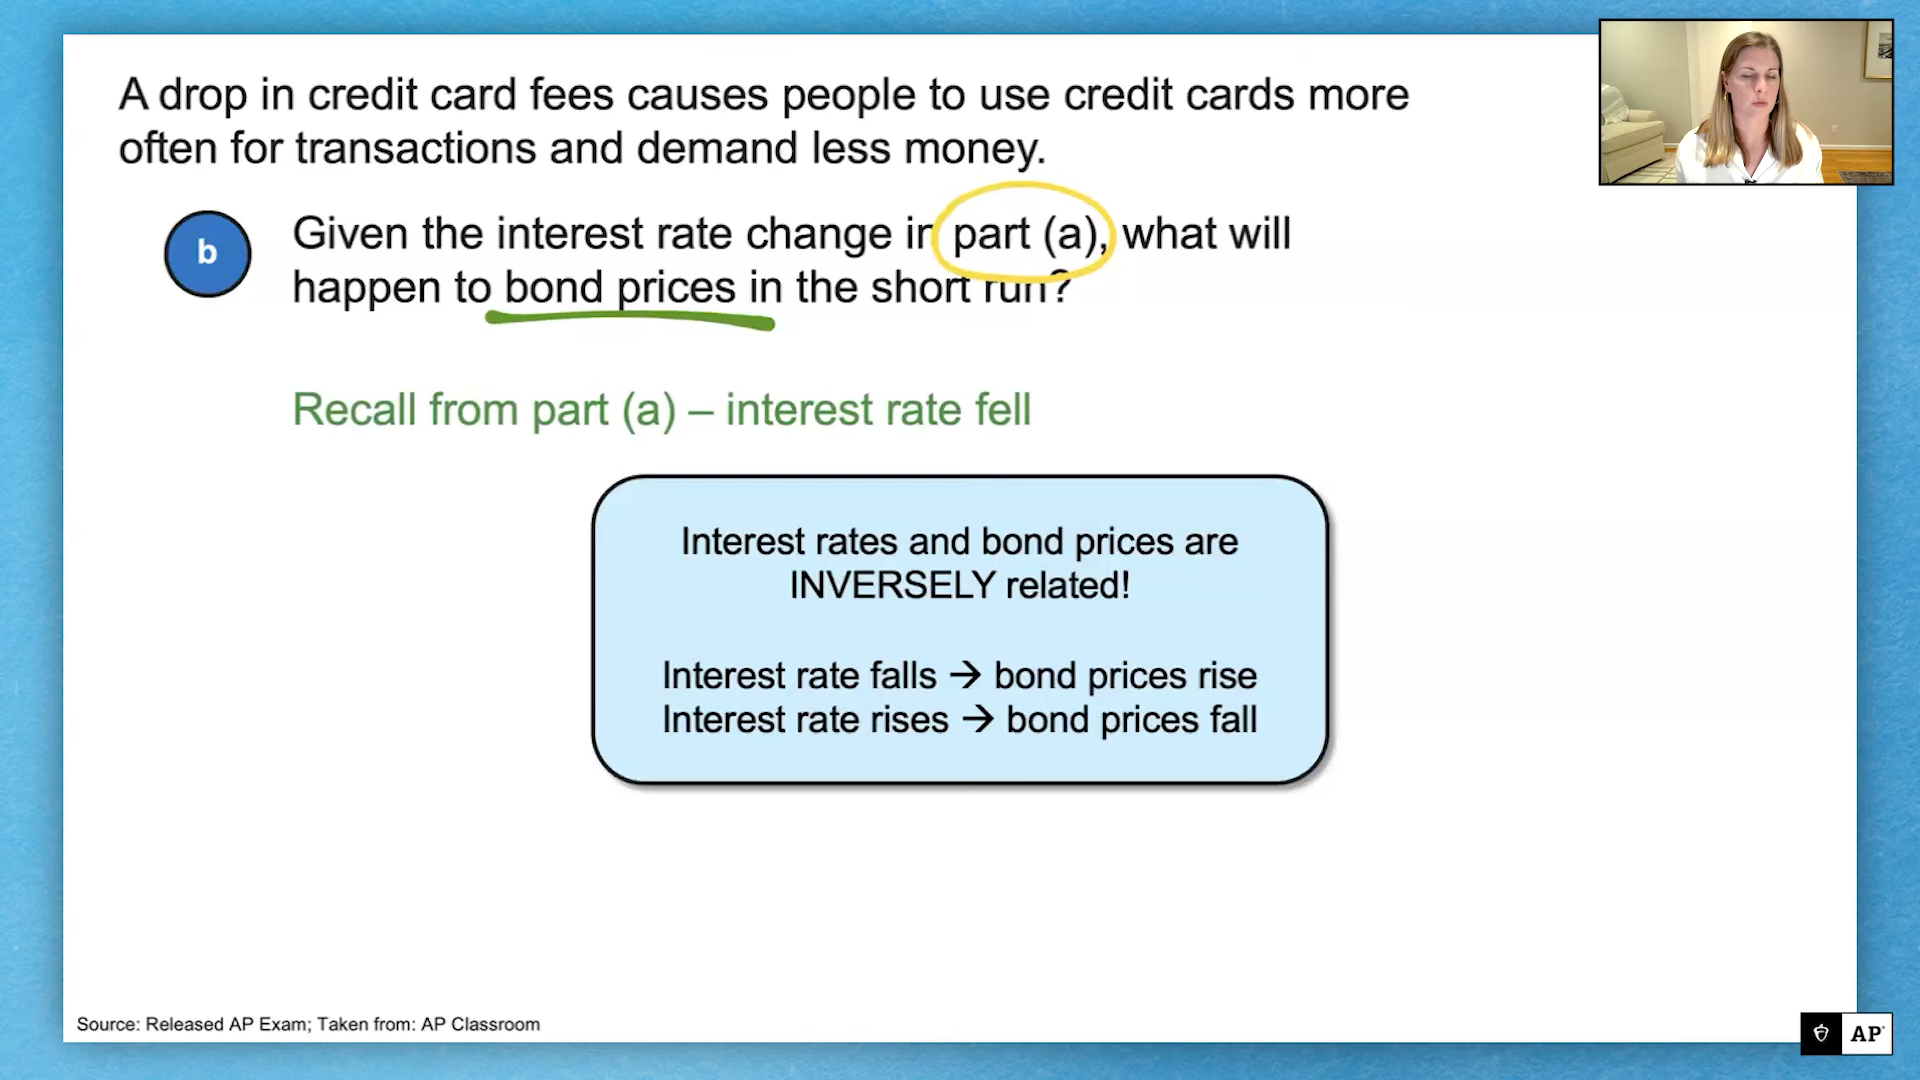 A drop in credit card fees causes people to use credit cards more
often for transactions and demand less money.
b
Given the interest rate change in part (a), what will
happen to bond prices in the short run?
Recall from part (a) – interest rate fell
Interest rates and bond prices are
INVERSELY related!
Interest rate falls → bond prices rise
Interest rate rises → bond prices fall
Source: Released AP Exam; Taken from: AP Classroom
AP